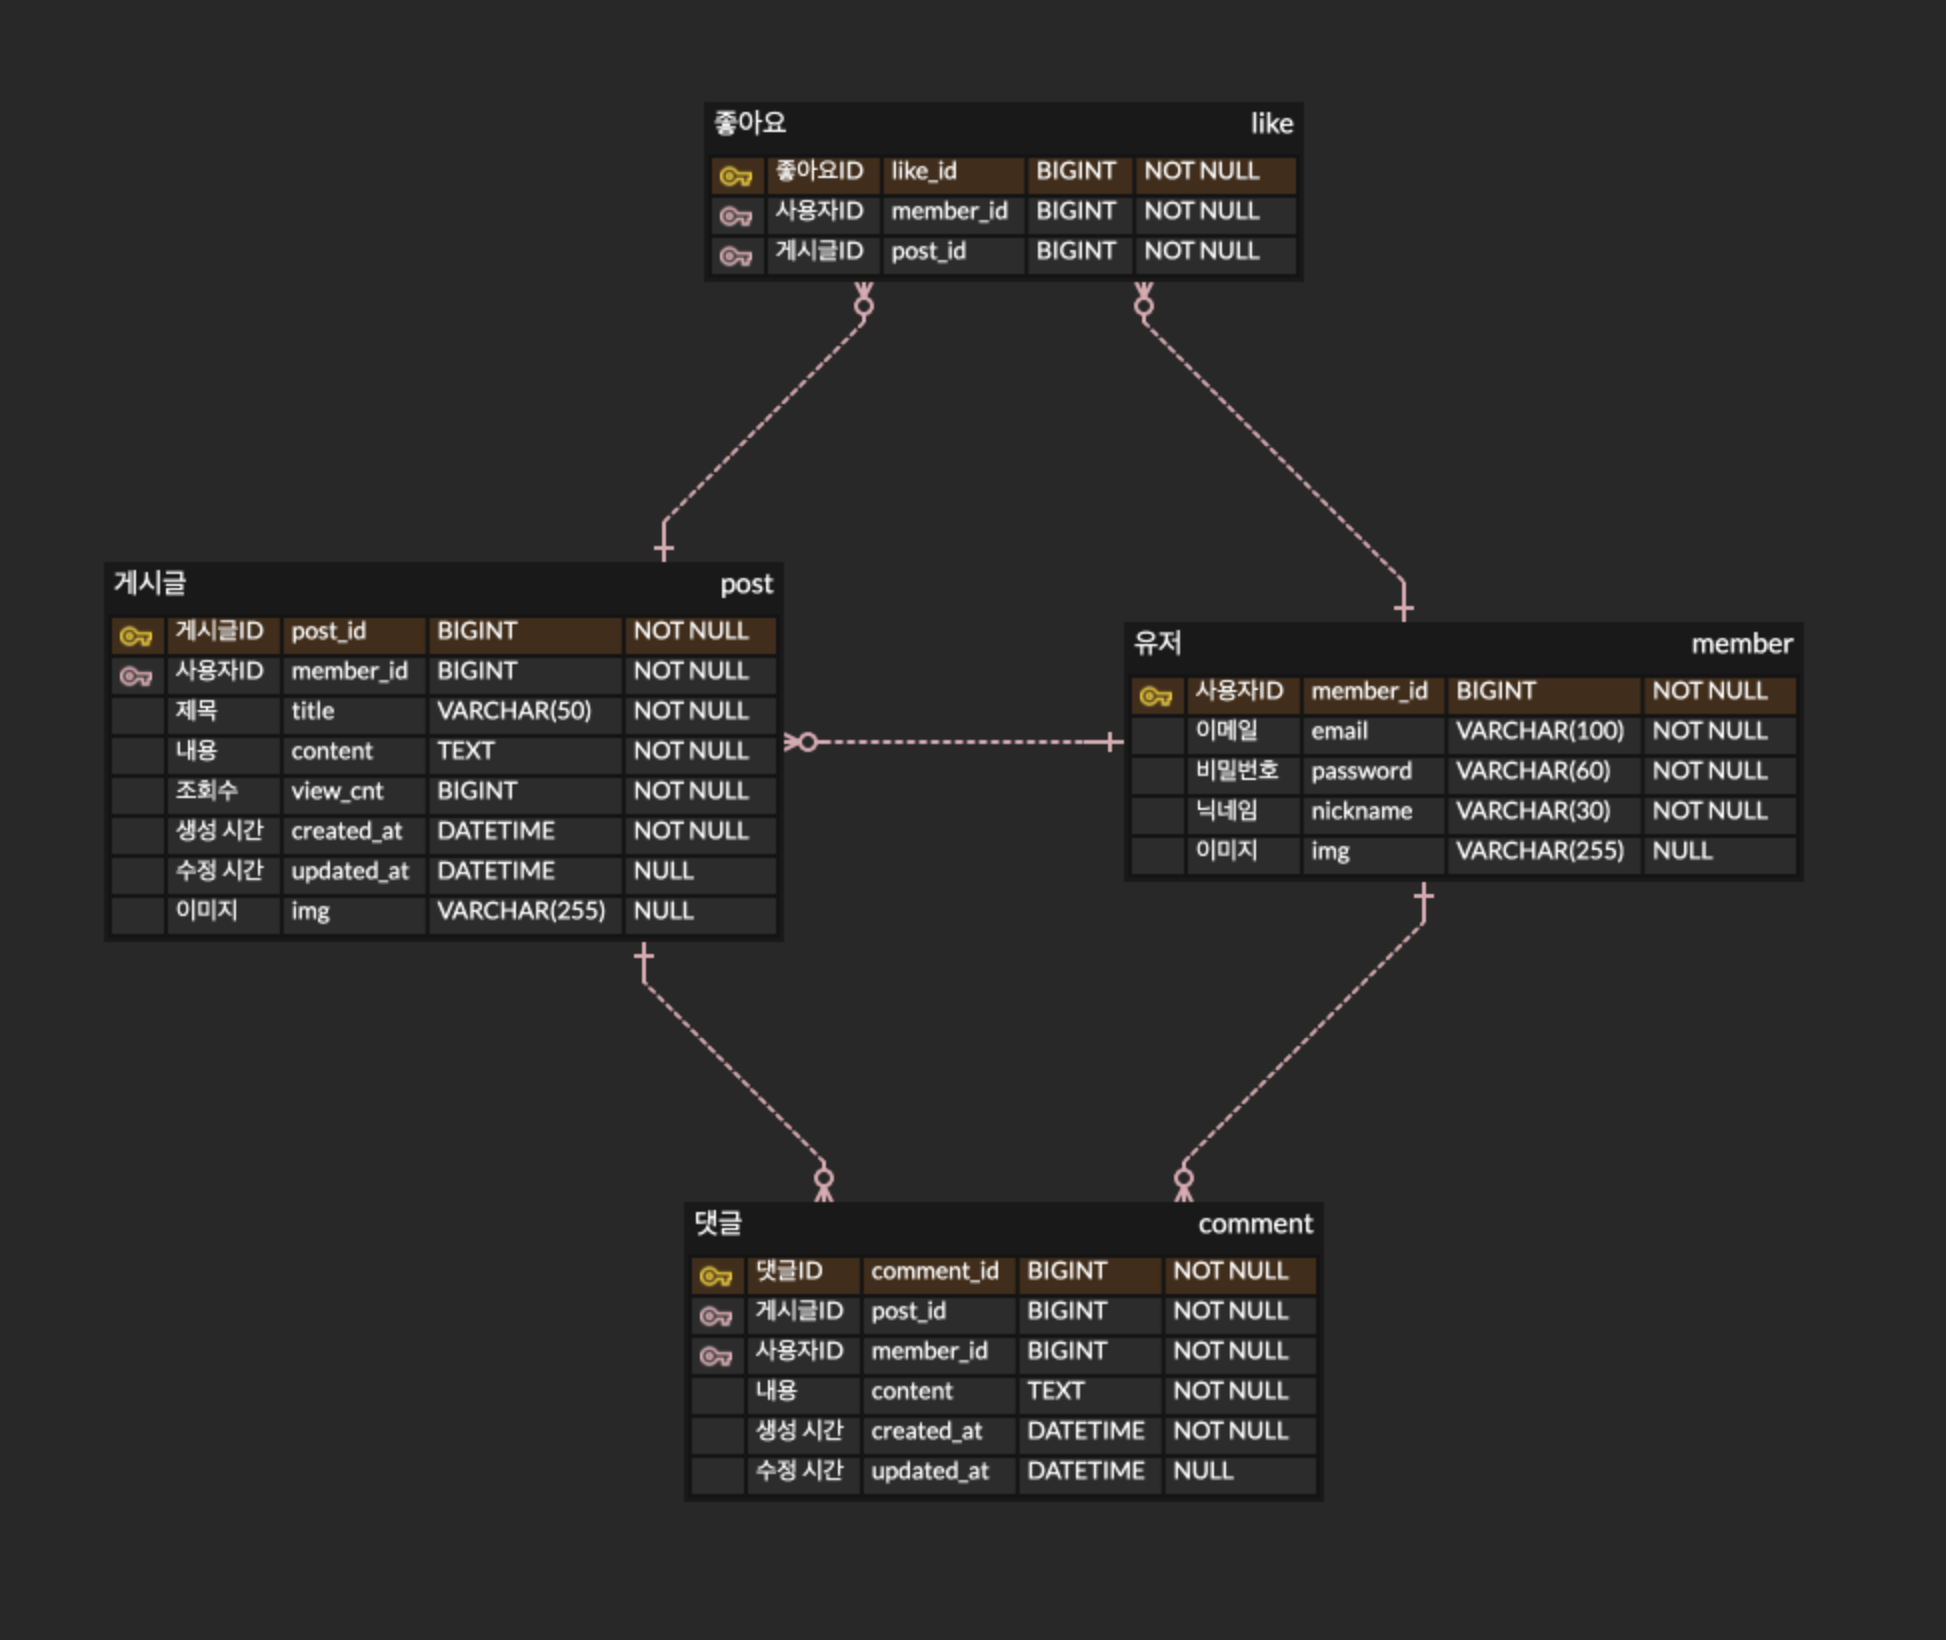 좋아요 like
좋아요ID like_id BIGINT NOT NULL
사용자ID member_id BIGINT NOT NULL
게시글ID post_id BIGINT NOT NULL
게시글 post
게시글ID post_id BIGINT NOT NULL
사용자ID member_id BIGINT NOT NULL
제목 title VARCHAR(50) NOT NULL
내용 content TEXT NOT NULL
조회수 view_cnt BIGINT NOT NULL
생성 시간 created_at DATETIME NOT NULL
수정 시간 updated_at DATETIME NULL
이미지 img VARCHAR(255) NULL
유저 member
사용자ID member_id BIGINT NOT NULL
이메일 email VARCHAR(100) NOT NULL
비밀번호 password VARCHAR(60) NOT NULL
닉네임 nickname VARCHAR(30) NOT NULL
이미지 img VARCHAR(255) NULL
댓글 comment
댓글ID comment_id BIGINT NOT NULL
게시글ID post_id BIGINT NOT NULL
사용자ID member_id BIGINT NOT NULL
내용 content TEXT NOT NULL
생성 시간 created_at DATETIME NOT NULL
수정 시간 updated_at DATETIME NULL